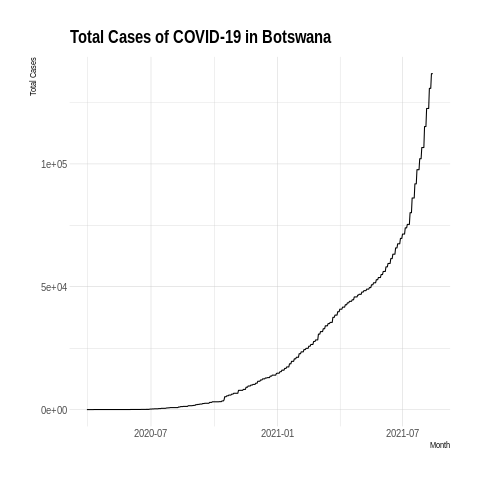 Total Cases of COVID-19 in Botswana
Total Cases
1e+05
5e+04
0e+00
2020-07 2021-01 2021-07
Month